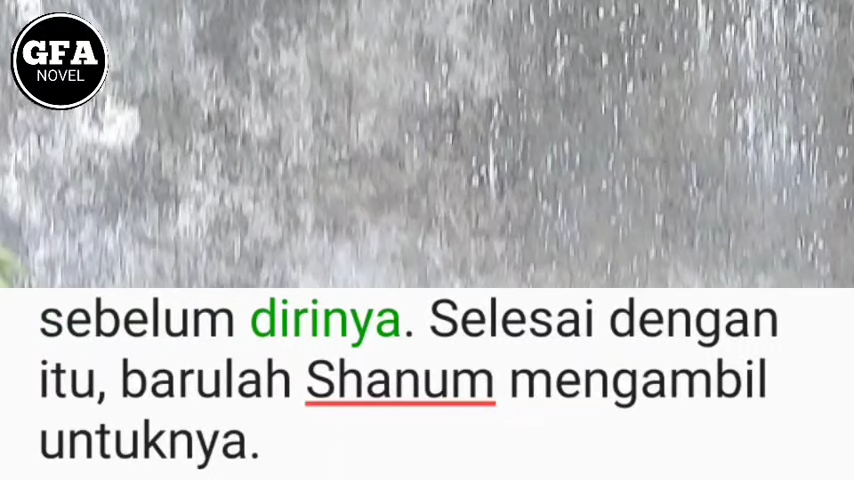 GFA
NOVEL
sebelum dirinya. Selesai dengan
itu, barulah Shanum mengambil
untuknya.